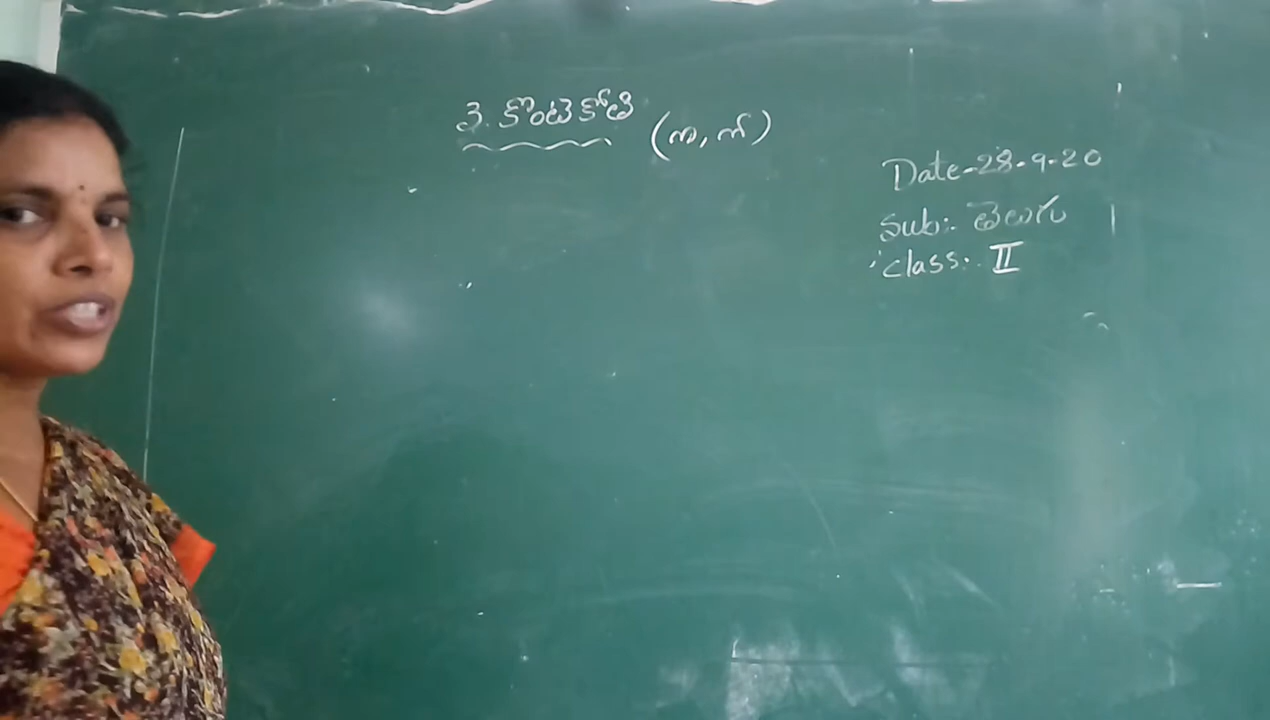 3. కొంటెకోతి (ొ, ో)
Date-28-9-20
Sub:- తెలుగు
Class:- II